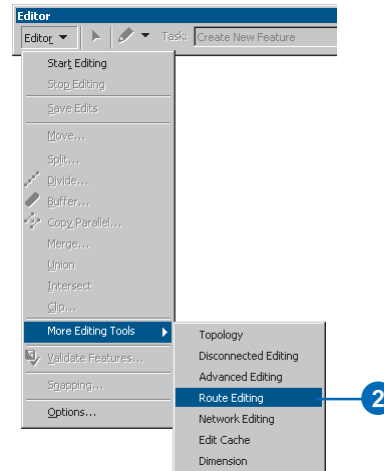 Editor
Editor Task: Create New Feature
Start Editing
Stop Editing
Save Edits
Move...
Split...
Divide...
Buffer...
Copy Parallel...
Merge...
Union
Intersect
Clip...
More Editing Tools
Validate Features...
Snapping...
Options...
Topology
Disconnected Editing
Advanced Editing
Route Editing
2
Network Editing
Edit Cache
Dimension